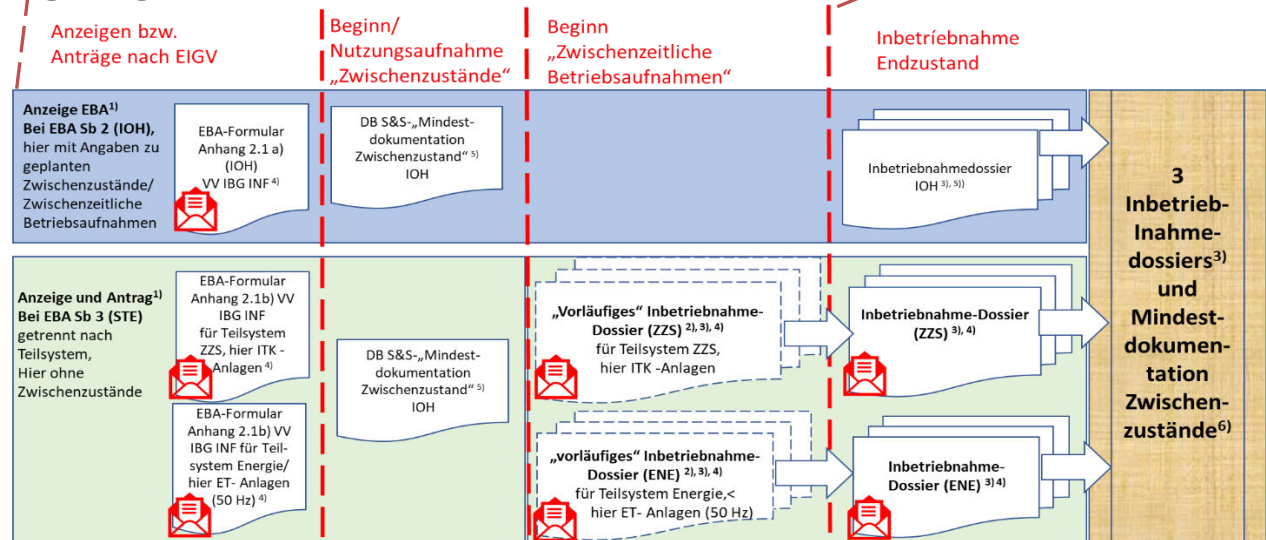 Anzeigen bzw.
Anträge nach EIGV
Beginn/
Nutzungsaufnahme
„Zwischenzustände“
Beginn
„Zwischenzeitliche
Betriebsaufnahmen“
Inbetríebnahme
Endzustand
Anzeige EBA1)
Bei EBA Sb 2 (IOH),
hier mit Angaben zu
geplanten
Zwischenzustände/
Zwischenzeitliche
Betriebsaufnahmen
EBA-Formular
Anhang 2.1 a)
(IOH)
VV IBG INF 4)
DB S&S-„Mindest-
dokumentation
Zwischenzustand“ 5)
IOH
Inbetriebnahmedossier
IOH 3), 5))
Anzeige und Antrag1)
Bei EBA Sb 3 (STE)
getrennt nach
Teilsystem,
Hier ohne
Zwischenzustände
EBA-Formular
Anhang 2.1b) VV
IBG INF
für Teilsystem
ZZS, hier ITK -
Anlagen 4)
EBA-Formular
Anhang 2.1b) VV
IBG INF für Teil-
system Energie/
hier ET- Anlagen
(50 Hz) 4)
DB S&S-„Mindest-
dokumentation
Zwischenzustand“ 5)
IOH
„Vorläufiges“ Inbetriebnahme-
Dossier (ZZS) 2), 3), 4)
für Teilsystem ZZS,
hier ITK -Anlagen
„vorläufiges“ Inbetriebnahme-
Dossier (ENE) 2), 3), 4)
für Teilsystem Energie,<
hier ET- Anlagen (50 Hz)
Inbetriebnahme-Dossier
(ZZS) 3), 4)
Inbetriebnahme-
Dossier (ENE) 3) 4)
3
Inbetrieb-
Inahme-
dossiers3)
und
Mindest-
dokumen-
tation
Zwischen-
zustände6)